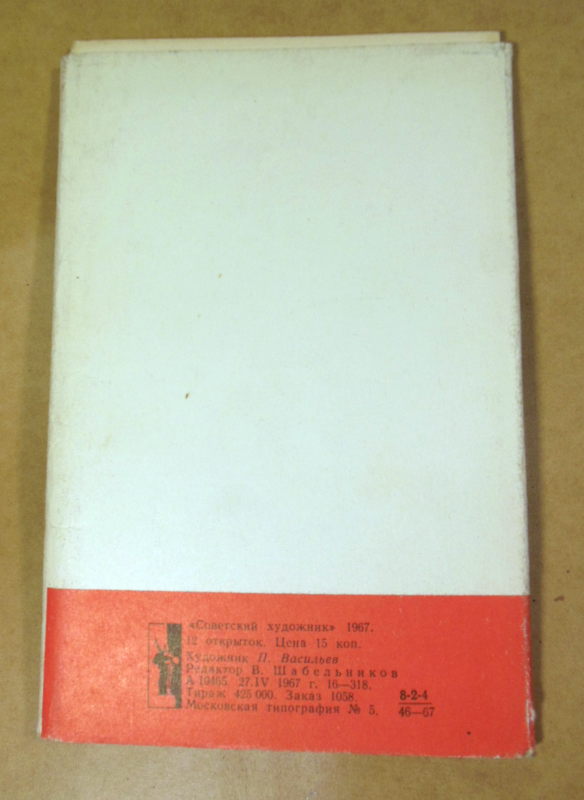 «Советский художник» 1967.
12 открыток. Цена 15 коп.
Художник П. Васильев
Редактор В. Шабельников
А-10465. 27.IV 1967 г. 16—318.
Тираж 425 000. Заказ 1058.
Московская типография № 5.
8-2-4
46—67